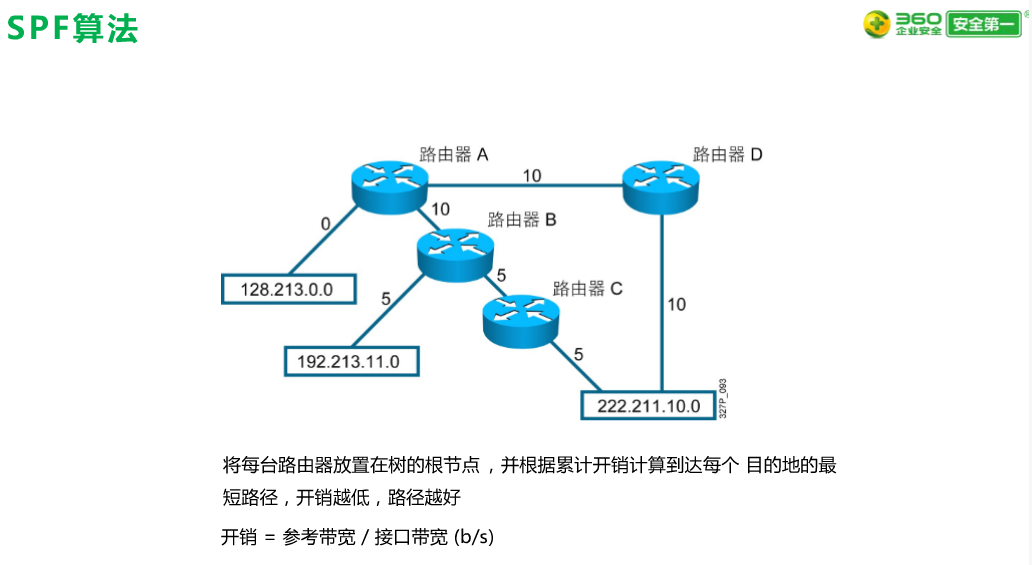 SPF算法
360
企业安全
安全第一
路由器 A
路由器 D
10
10
路由器 B
0
128.213.0.0
5
5
路由器 C
192.213.11.0
10
5
222.211.10.0
327P_093
将每台路由器放置在树的根节点，并根据累计开销计算到达每个 目的地的最
短路径，开销越低，路径越好
开销 = 参考带宽 / 接口带宽 (b/s)